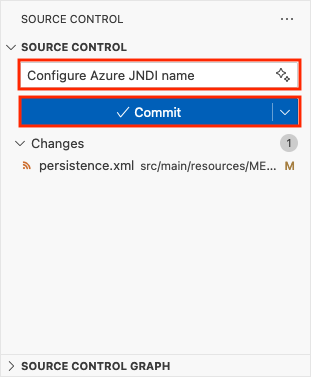 SOURCE CONTROL
SOURCE CONTROL
Configure Azure JNDI name
Commit
Changes 1
persistence.xml src/main/resources/ME... M
SOURCE CONTROL GRAPH